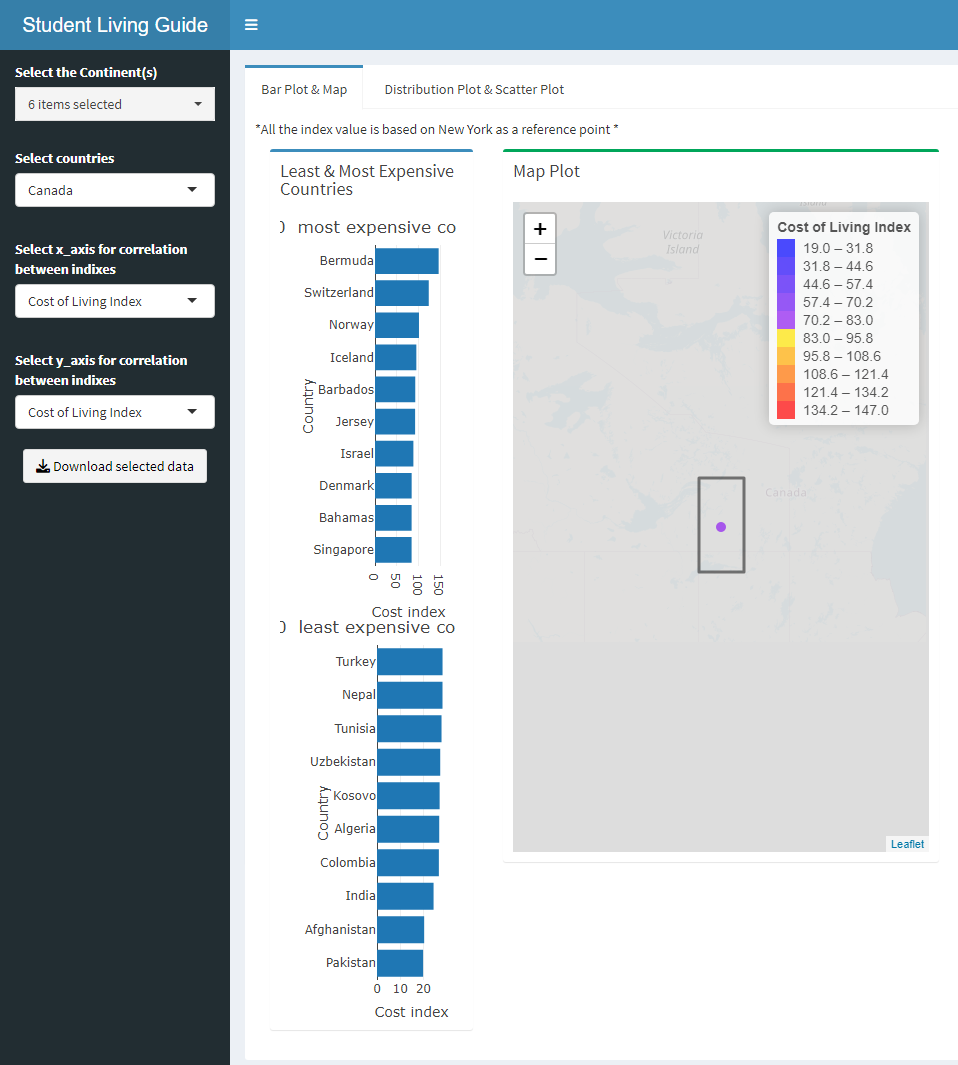 Student Living Guide
Select the Continent(s)
6 items selected
Select countries
Canada
Select x_axis for correlation
between indixes
Cost of Living Index
Select y_axis for correlation
between indixes
Cost of Living Index
Download selected data
Bar Plot & Map
Distribution Plot & Scatter Plot
*All the index value is based on New York as a reference point *
Least & Most Expensive
Countries
0 most expensive co
Bermuda
Switzerland
Norway
Iceland
Barbados
Jersey
Israel
Denmark
Bahamas
Singapore
Country
0
50
100
150
Cost index
0 least expensive co
Turkey
Nepal
Tunisia
Uzbekistan
Kosovo
Algeria
Colombia
India
Afghanistan
Pakistan
Country
0 10 20
Cost index
Map Plot
+
−
Victoria
Island
Canada
Cost of Living Index
19.0 – 31.8
31.8 – 44.6
44.6 – 57.4
57.4 – 70.2
70.2 – 83.0
83.0 – 95.8
95.8 – 108.6
108.6 – 121.4
121.4 – 134.2
134.2 – 147.0
Leaflet